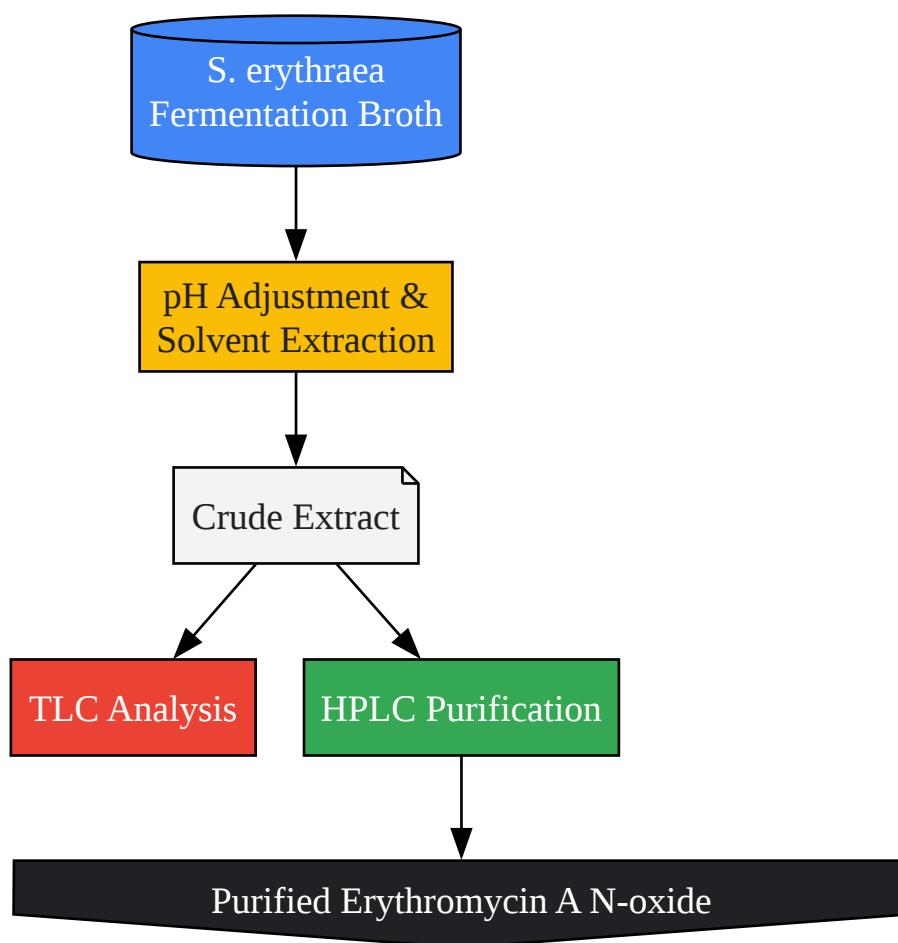 S. erythraea
Fermentation Broth
pH Adjustment &
Solvent Extraction
Crude Extract
TLC Analysis
HPLC Purification
Purified Erythromycin A N-oxide